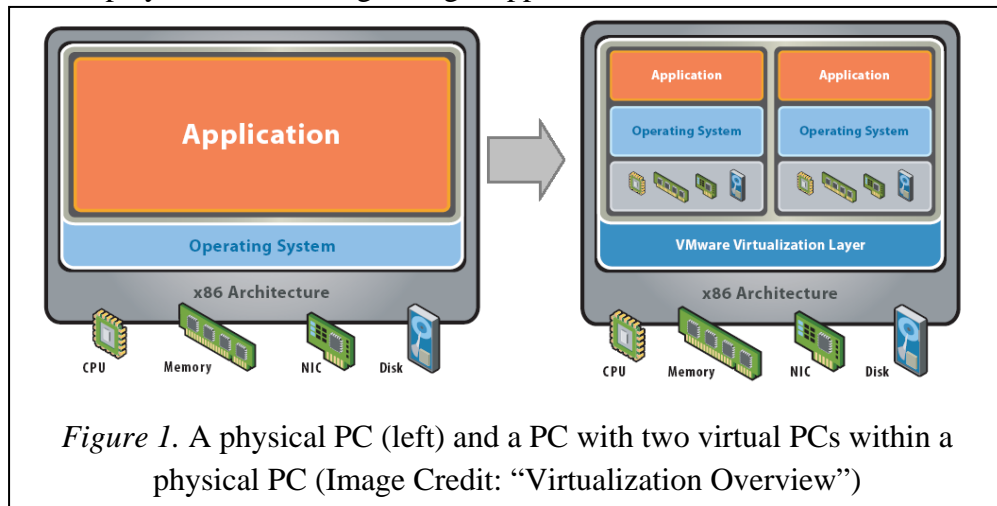 Application
Operating System
x86 Architecture
CPU
Memory
NIC
Disk
Application
Application
Operating System
Operating System
VMware Virtualization Layer
x86 Architecture
CPU
Memory
NIC
Disk
Figure 1. A physical PC (left) and a PC with two virtual PCs within a
physical PC (Image Credit: “Virtualization Overview”)